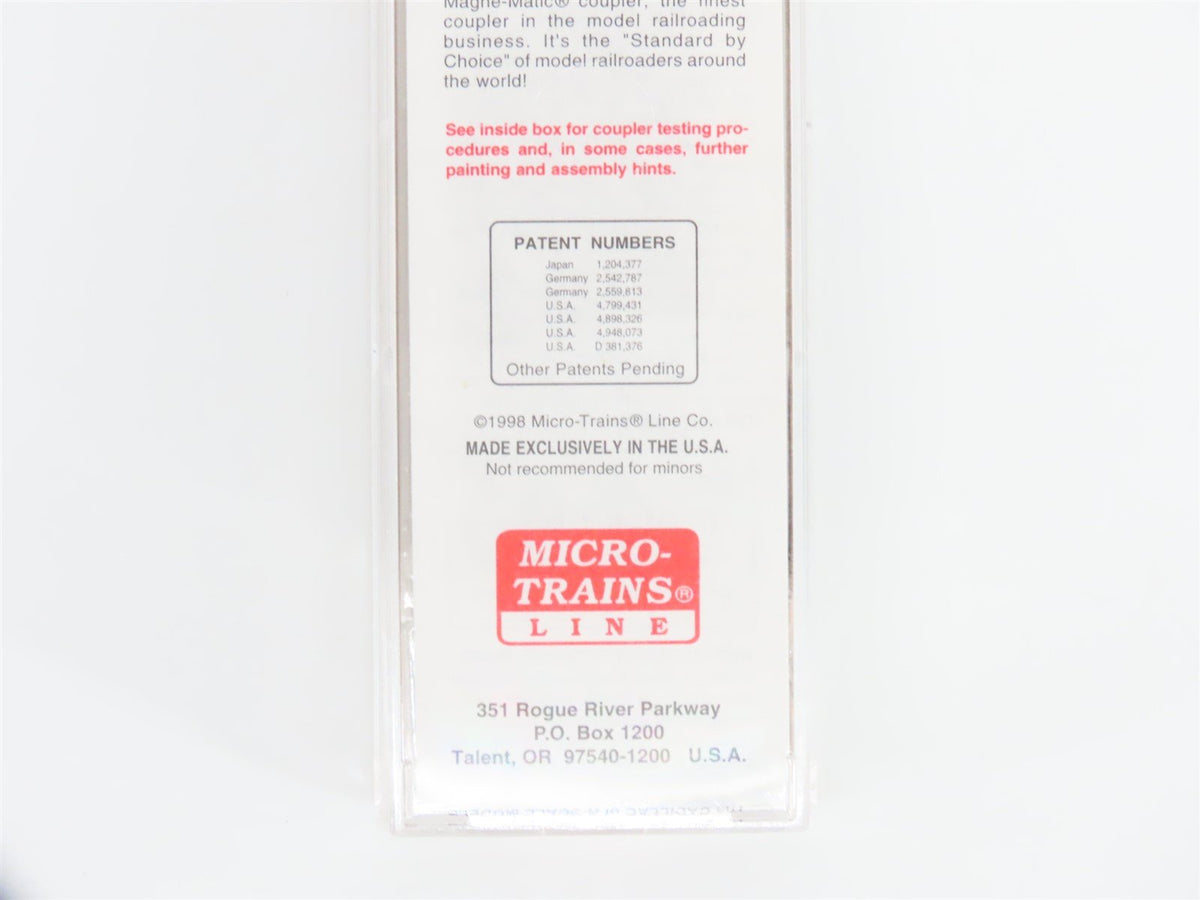 Magne-Matic® coupler, the finest
coupler in the model railroading
business. It's the "Standard by
Choice" of model railroaders around
the world!
See inside box for coupler testing pro-
cedures and, in some cases, further
painting and assembly hints.
PATENT NUMBERS
Japan 1,204,377
Germany 2,542,787
Germany 2,559,813
U.S.A. 4,799,431
U.S.A. 4,898,326
U.S.A. 4,948,073
U.S.A. D 381,376
Other Patents Pending
©1998 Micro-Trains® Line Co.
MADE EXCLUSIVELY IN THE U.S.A.
Not recommended for minors
MICRO-
TRAINS®
LINE
351 Rogue River Parkway
P.O. Box 1200
Talent, OR 97540-1200 U.S.A.